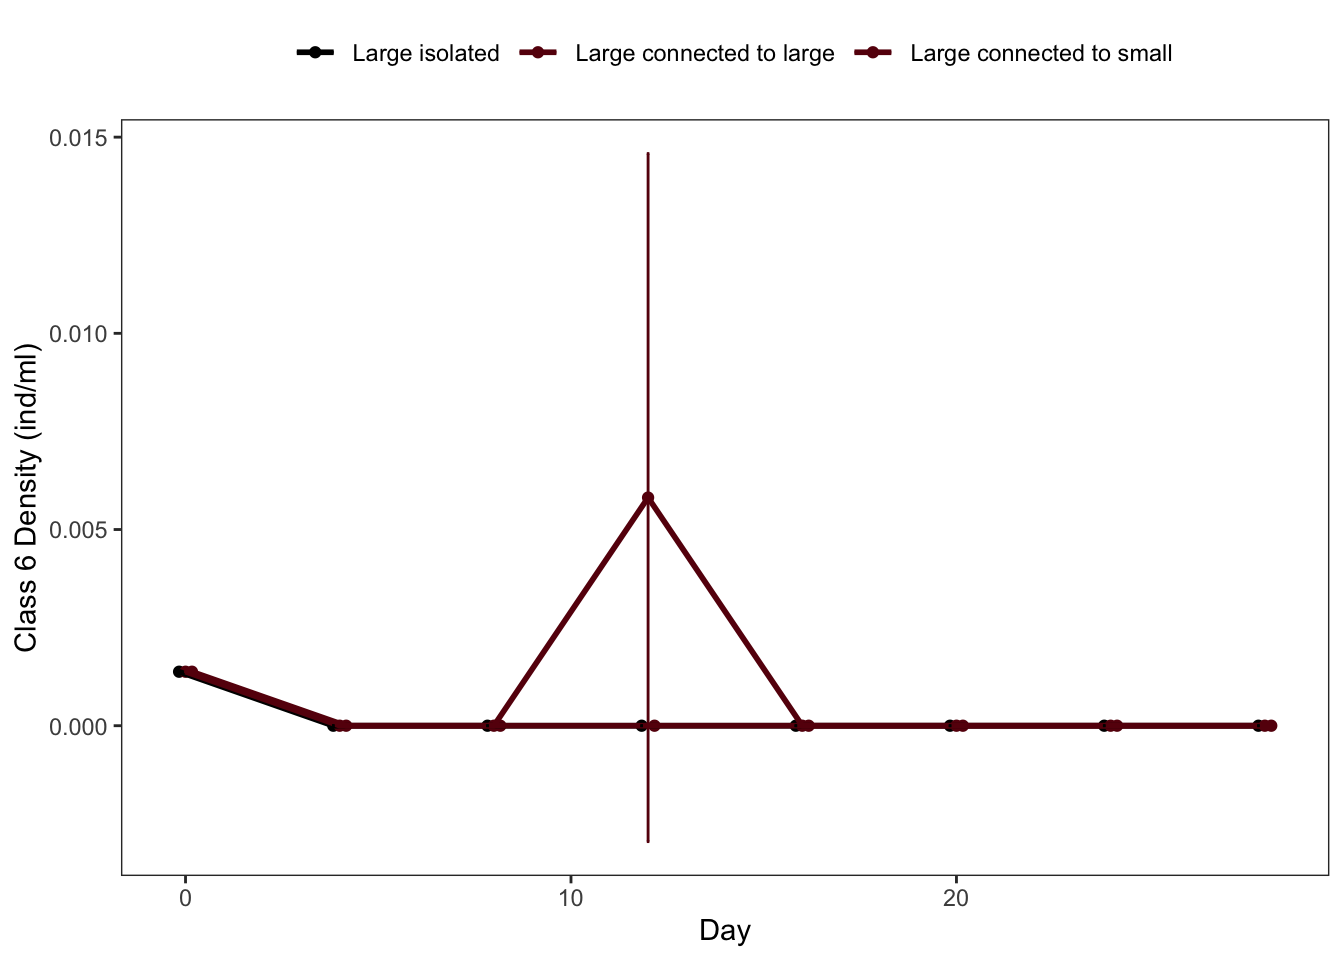 Large isolated Large connected to large Large connected to small
0.015
0.010
0.005
0.000
Class 6 Density (ind/ml)
0 10 20
Day